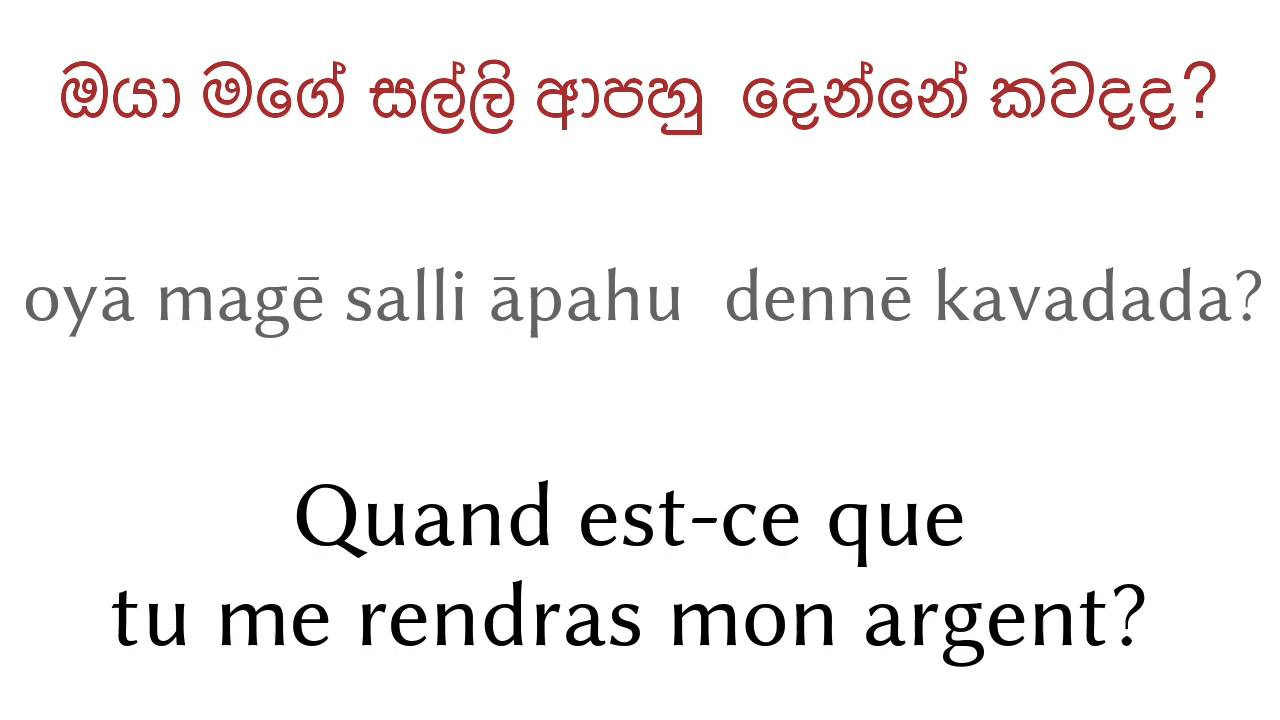 ඔයා මගේ සල්ලි ආපහු  දෙන්නේ කවදද?
oyā magē salli āpahu  dennē kavadada?
Quand est-ce que
tu me rendras mon argent?